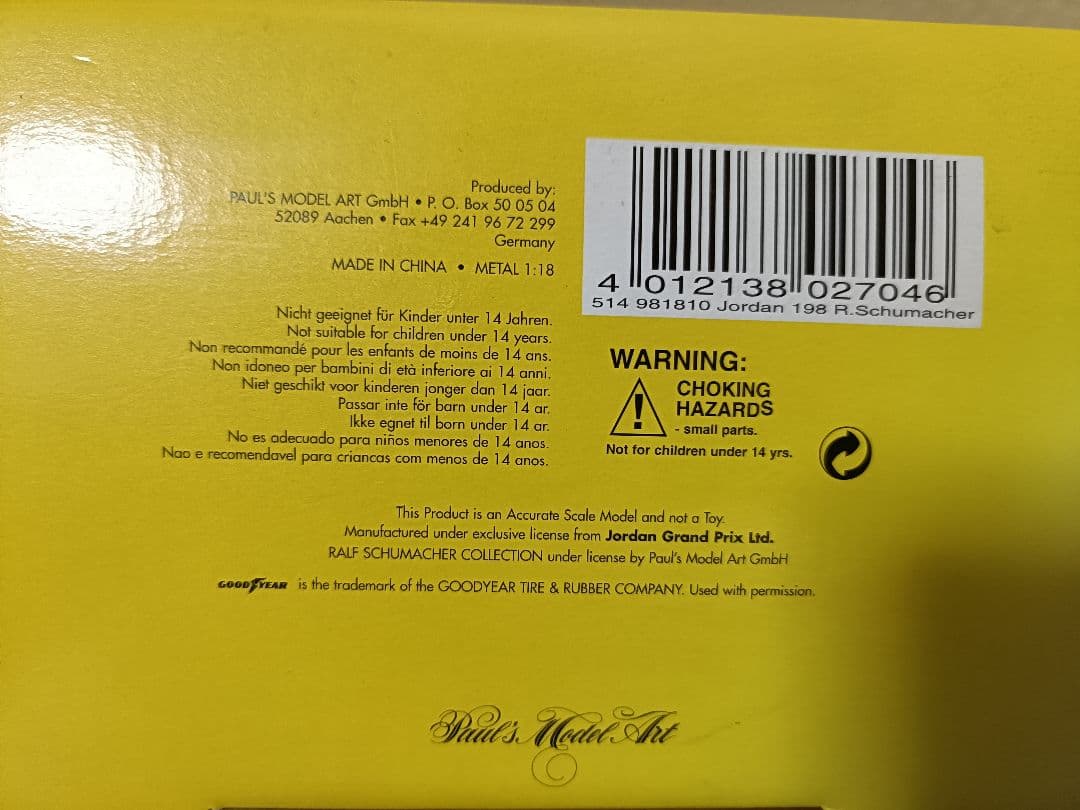 Produced by:
PAUL'S MODEL ART GmbH • P. O. Box 50 05 04
52089 Aachen • Fax +49 241 96 72 299
Germany
MADE IN CHINA • METAL 1:18
Nicht geeignet für Kinder unter 14 Jahren.
Not suitable for children under 14 years.
Non recommandé pour les enfants de moins de 14 ans.
Non idoneo per bambini di età inferiore ai 14 anni.
Niet geschikt voor kinderen jonger dan 14 jaar.
Passar inte för barn under 14 ar.
Ikke egnet til born under 14 ar.
No es adecuado para niños menores de 14 anos.
Nao e recomendavel para criancas com menos de 14 anos.
4 012138 027046
514 981810 Jordan 198 R.Schumacher
WARNING:
CHOKING
HAZARDS
- small parts.
Not for children under 14 yrs.
This Product is an Accurate Scale Model and not a Toy.
Manufactured under exclusive license from Jordan Grand Prix Ltd.
RALF SCHUMACHER COLLECTION under license by Paul's Model Art GmbH
GOODYEAR is the trademark of the GOODYEAR TIRE & RUBBER COMPANY. Used with permission.
Paul's Model Art